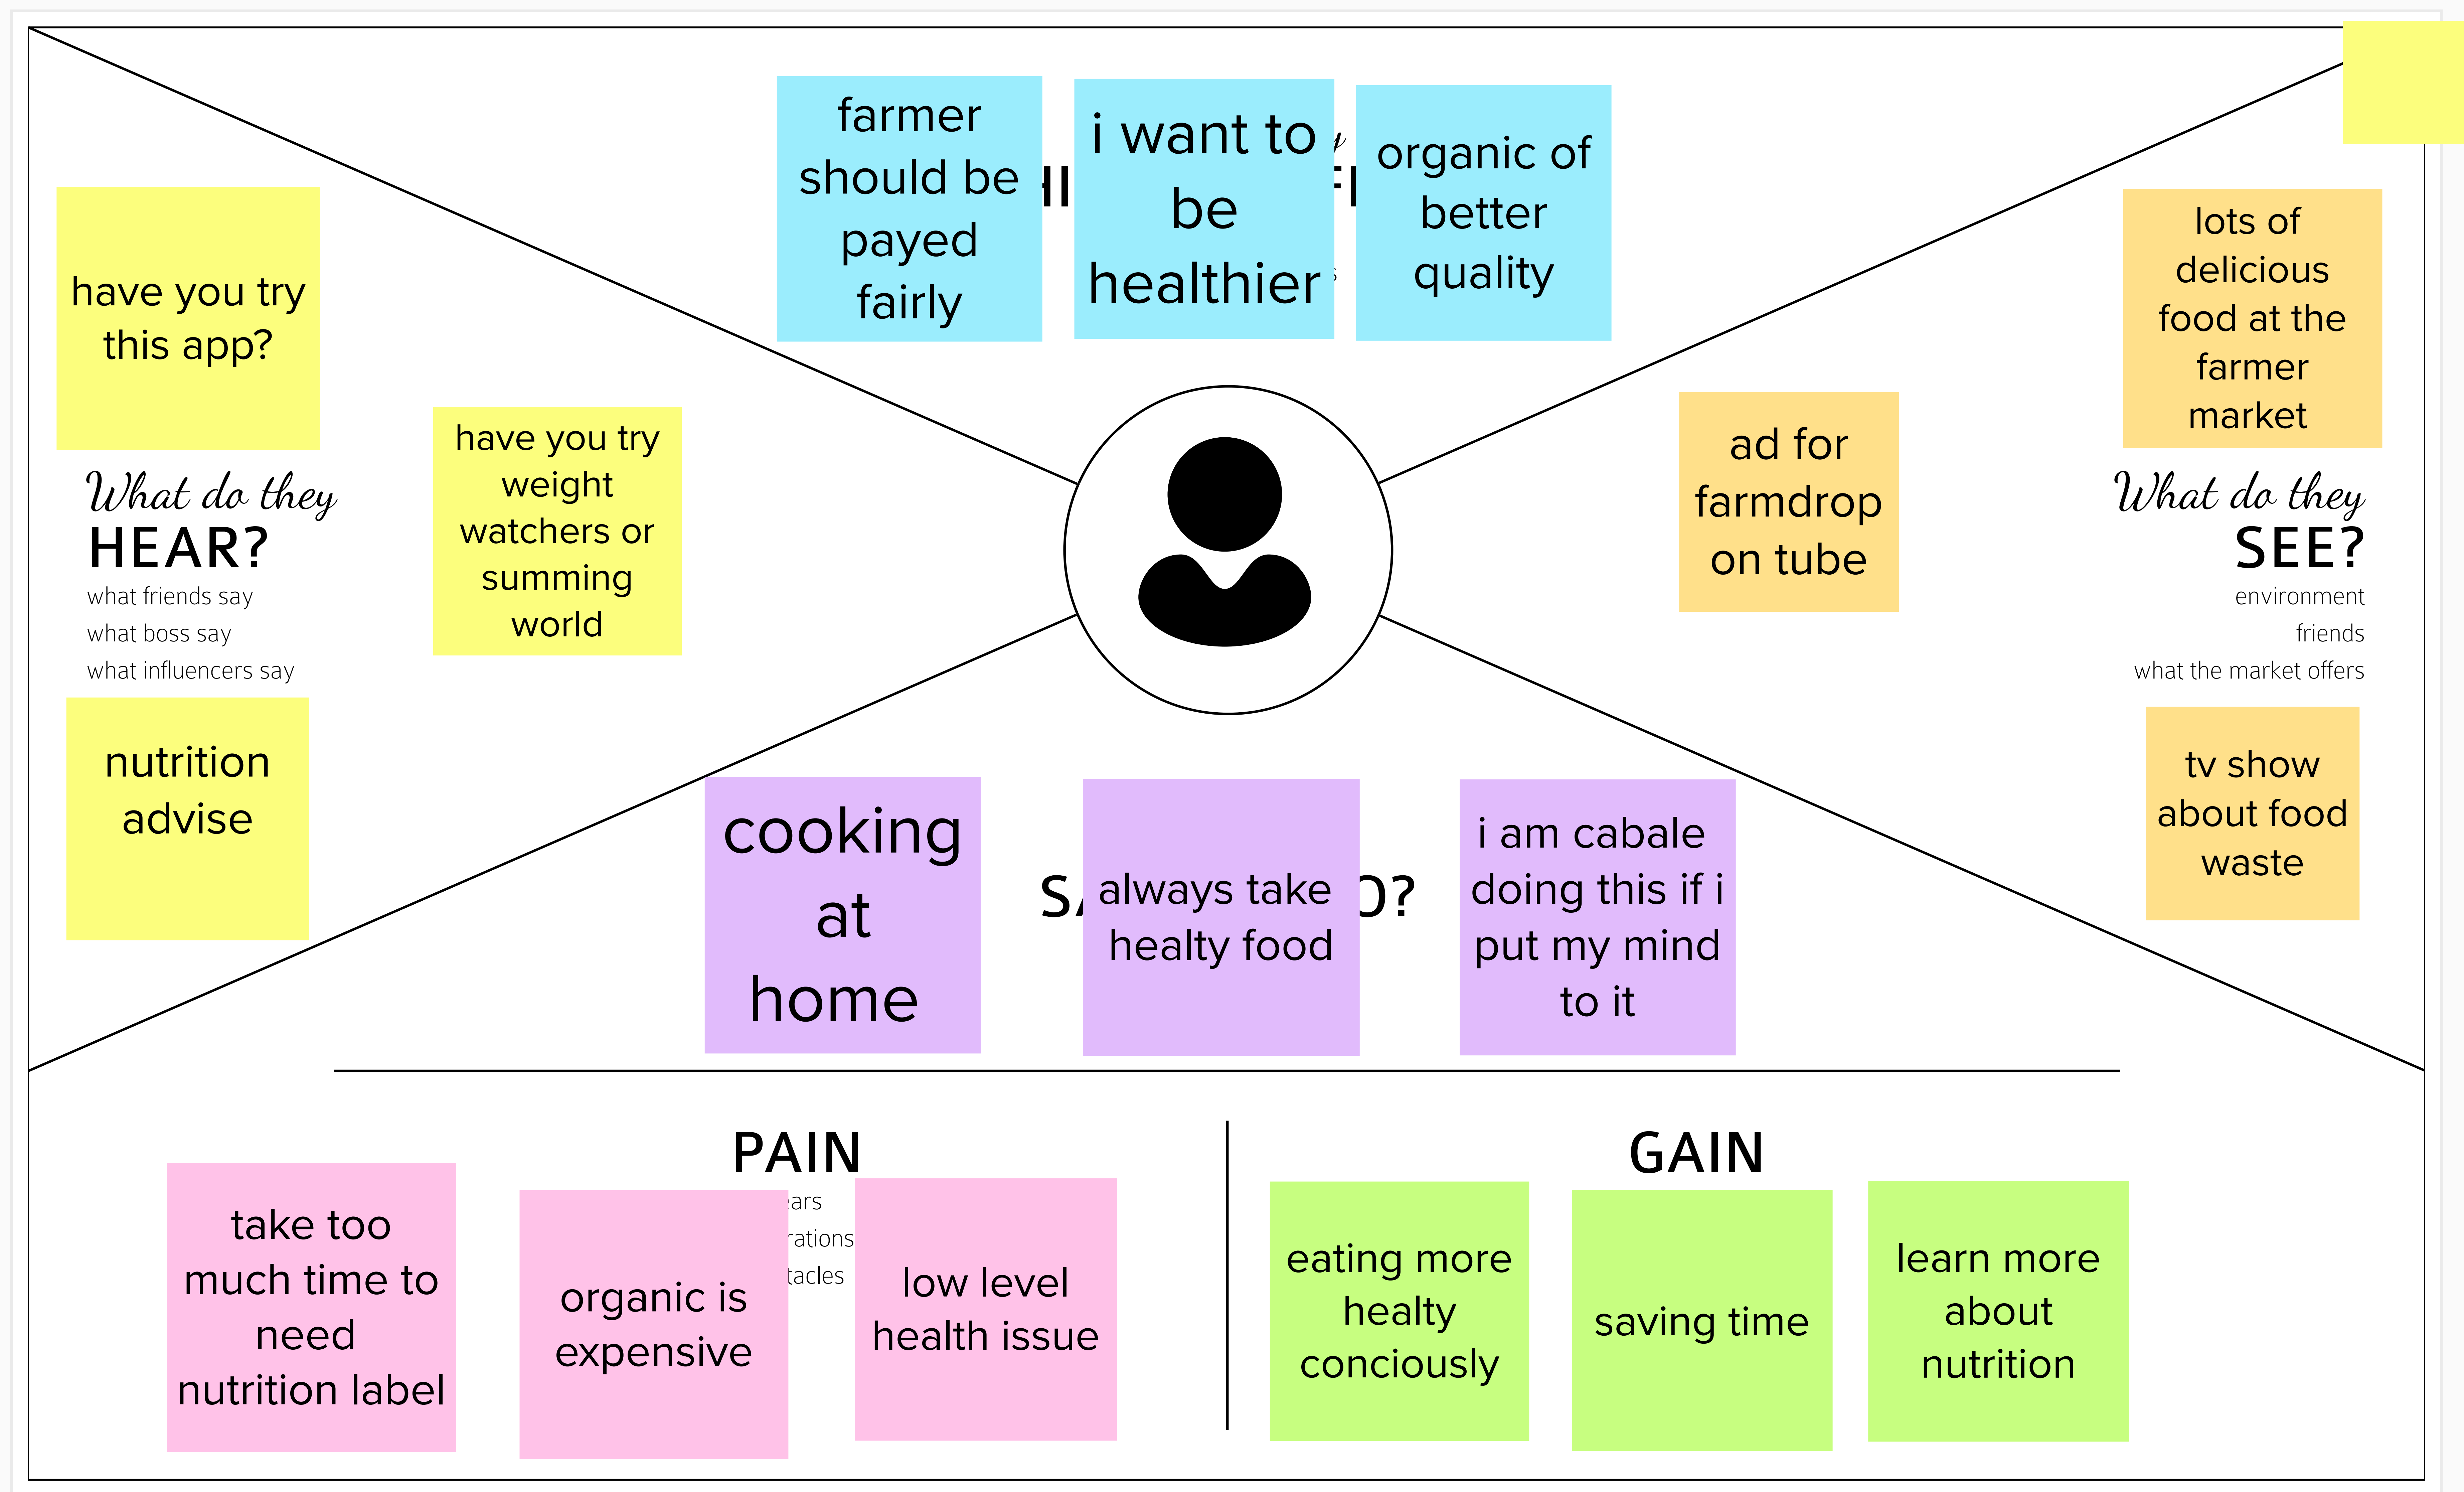 farmer
should be
payed
fairly
i want to
be
healthier
organic of
better
quality
have you try
this app?
What do they
HEAR?
what friends say
what boss say
what influencers say
have you try
weight
watchers or
summing
world
nutrition
advise
lots of
delicious
food at the
farmer
market
ad for
farmdrop
on tube
What do they
SEE?
environment
friends
what the market offers
tv show
about food
waste
cooking
at
home
always take
healty food
i am cabale
doing this if i
put my mind
to it
PAIN
take too
much time to
need
nutrition label
organic is
expensive
low level
health issue
GAIN
eating more
healty
conciously
saving time
learn more
about
nutrition